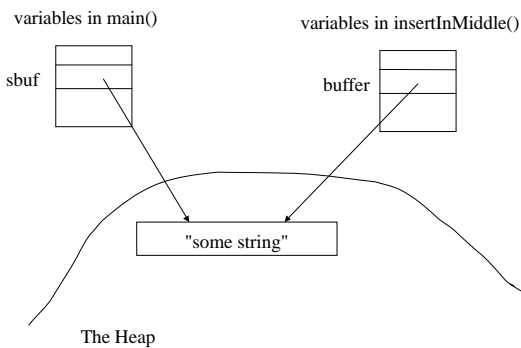 variables in main()
variables in insertInMiddle()
sbuf
buffer
"some string"
The Heap